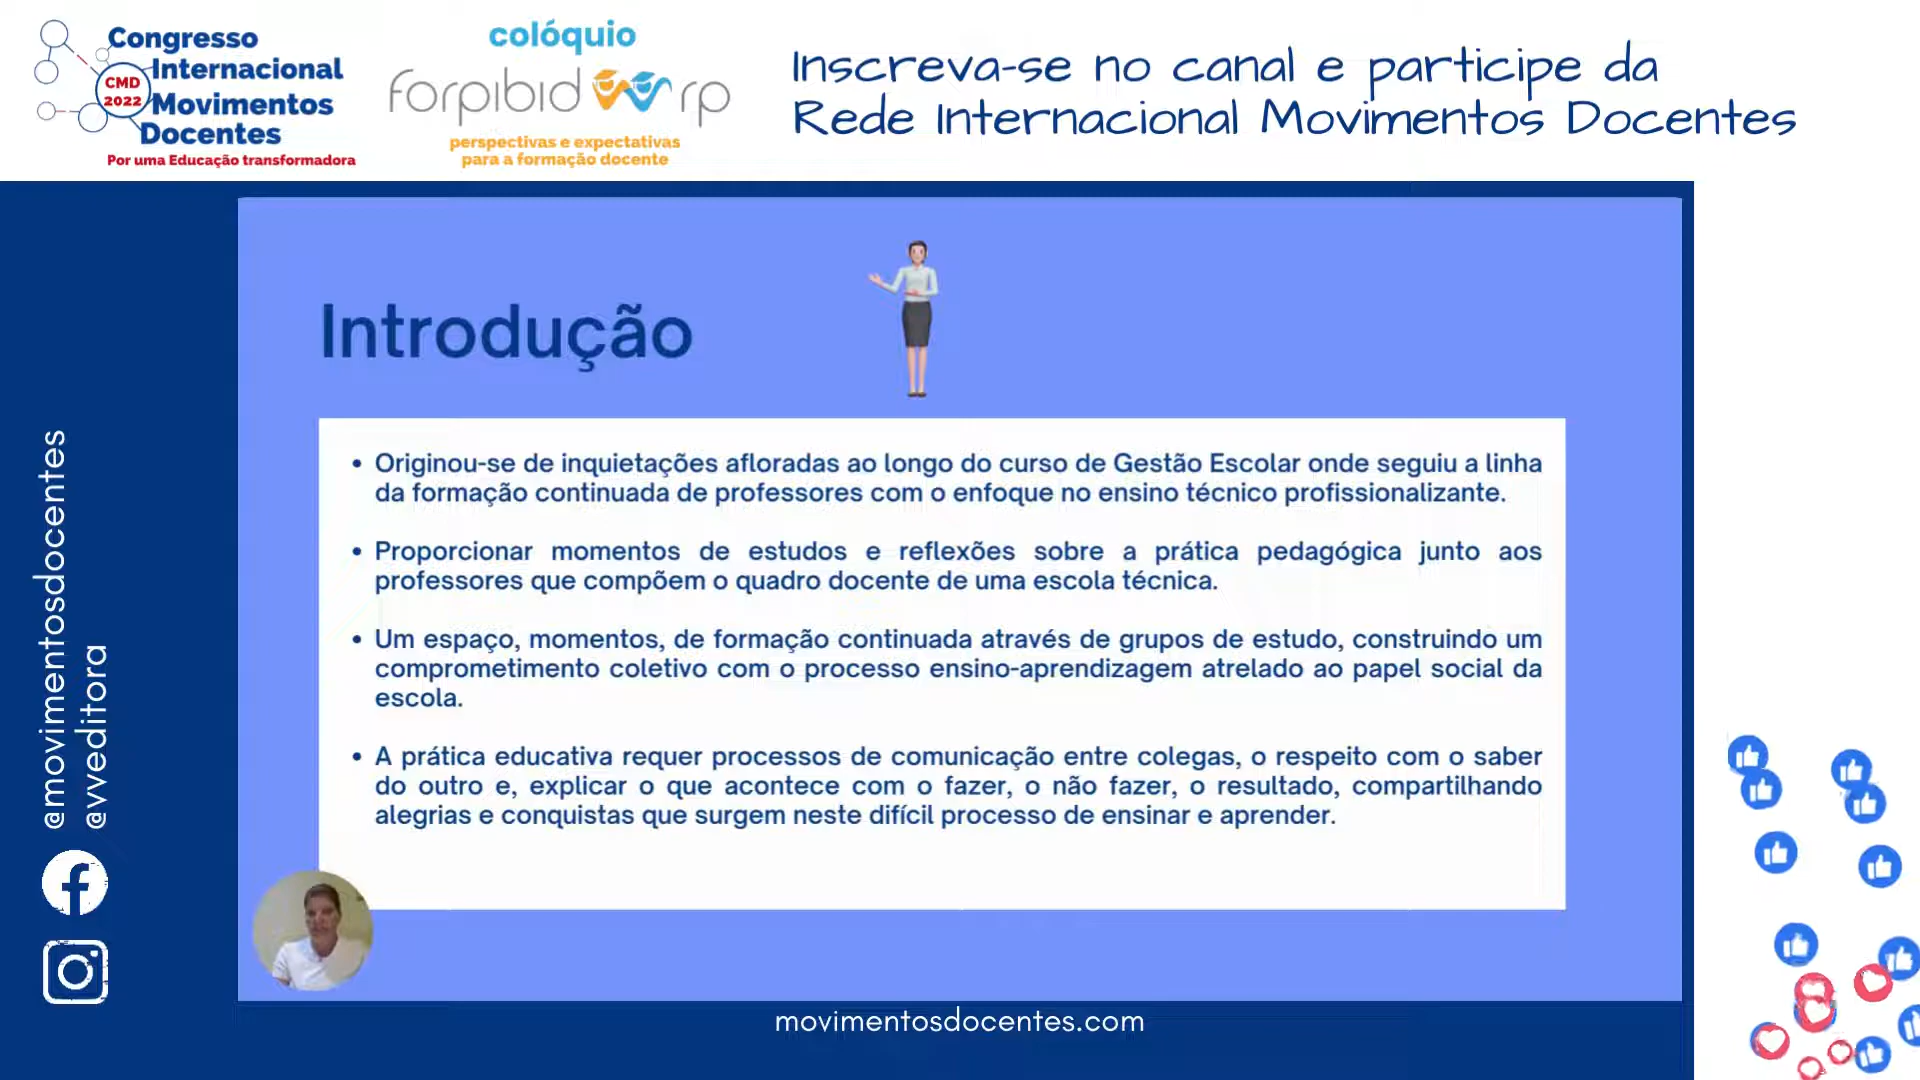 Congresso
Internacional
CMD
2022
Movimentos
Docentes
Por uma Educação transformadora
colóquio
forpibid rp
perspectivas e expectativas
para a formação docente
Inscreva-se no canal e participe da
Rede Internacional Movimentos Docentes
Introdução
• Originou-se de inquietações afloradas ao longo do curso de Gestão Escolar onde seguiu a linha
da formação continuada de professores com o enfoque no ensino técnico profissionalizante.
• Proporcionar momentos de estudos e reflexões sobre a prática pedagógica junto aos
professores que compõem o quadro docente de uma escola técnica.
• Um espaço, momentos, de formação continuada através de grupos de estudo, construindo um
comprometimento coletivo com o processo ensino-aprendizagem atrelado ao papel social da
escola.
• A prática educativa requer processos de comunicação entre colegas, o respeito com o saber
do outro e, explicar o que acontece com o fazer, o não fazer, o resultado, compartilhando
alegrias e conquistas que surgem neste difícil processo de ensinar e aprender.
@movimentosdocentes
@vveditora
movimentosdocentes.com